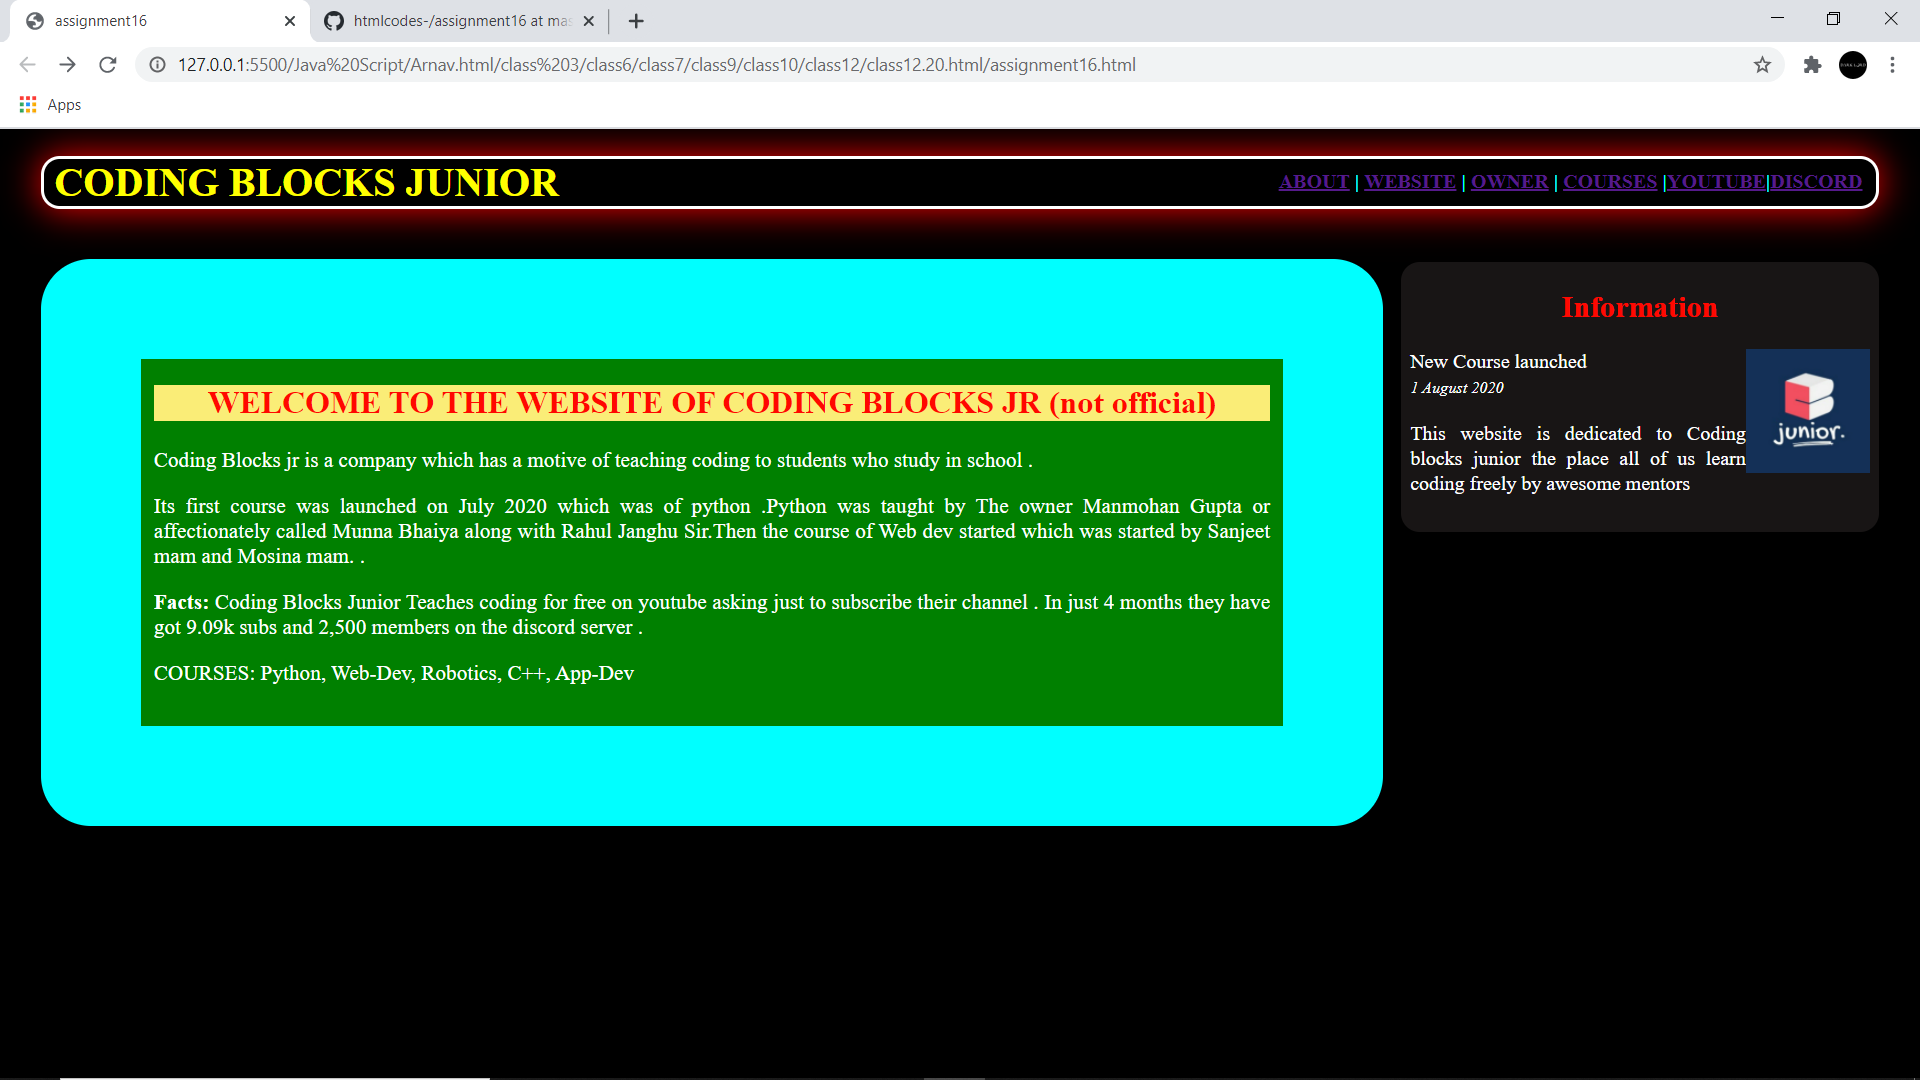 assignment16
htmlcodes-/assignment16 at mas
127.0.0.1:5500/Java%20Script/Arnav.html/class%203/class6/class7/class9/class10/class12/class12.20.html/assignment16.html
Apps
CODING BLOCKS JUNIOR
ABOUT | WEBSITE | OWNER | COURSES |YOUTUBE|DISCORD
WELCOME TO THE WEBSITE OF CODING BLOCKS JR (not official)
Coding Blocks jr is a company which has a motive of teaching coding to students who study in school .
Its first course was launched on July 2020 which was of python .Python was taught by The owner Manmohan Gupta or
affectionately called Munna Bhaiya along with Rahul Janghu Sir.Then the course of Web dev started which was started by Sanjeet
mam and Mosina mam. .
Facts: Coding Blocks Junior Teaches coding for free on youtube asking just to subscribe their channel . In just 4 months they have
got 9.09k subs and 2,500 members on the discord server .
COURSES: Python, Web-Dev, Robotics, C++, App-Dev
Information
New Course launched
1 August 2020
This website is dedicated to Coding
blocks junior the place all of us learn
coding freely by awesome mentors
junior.